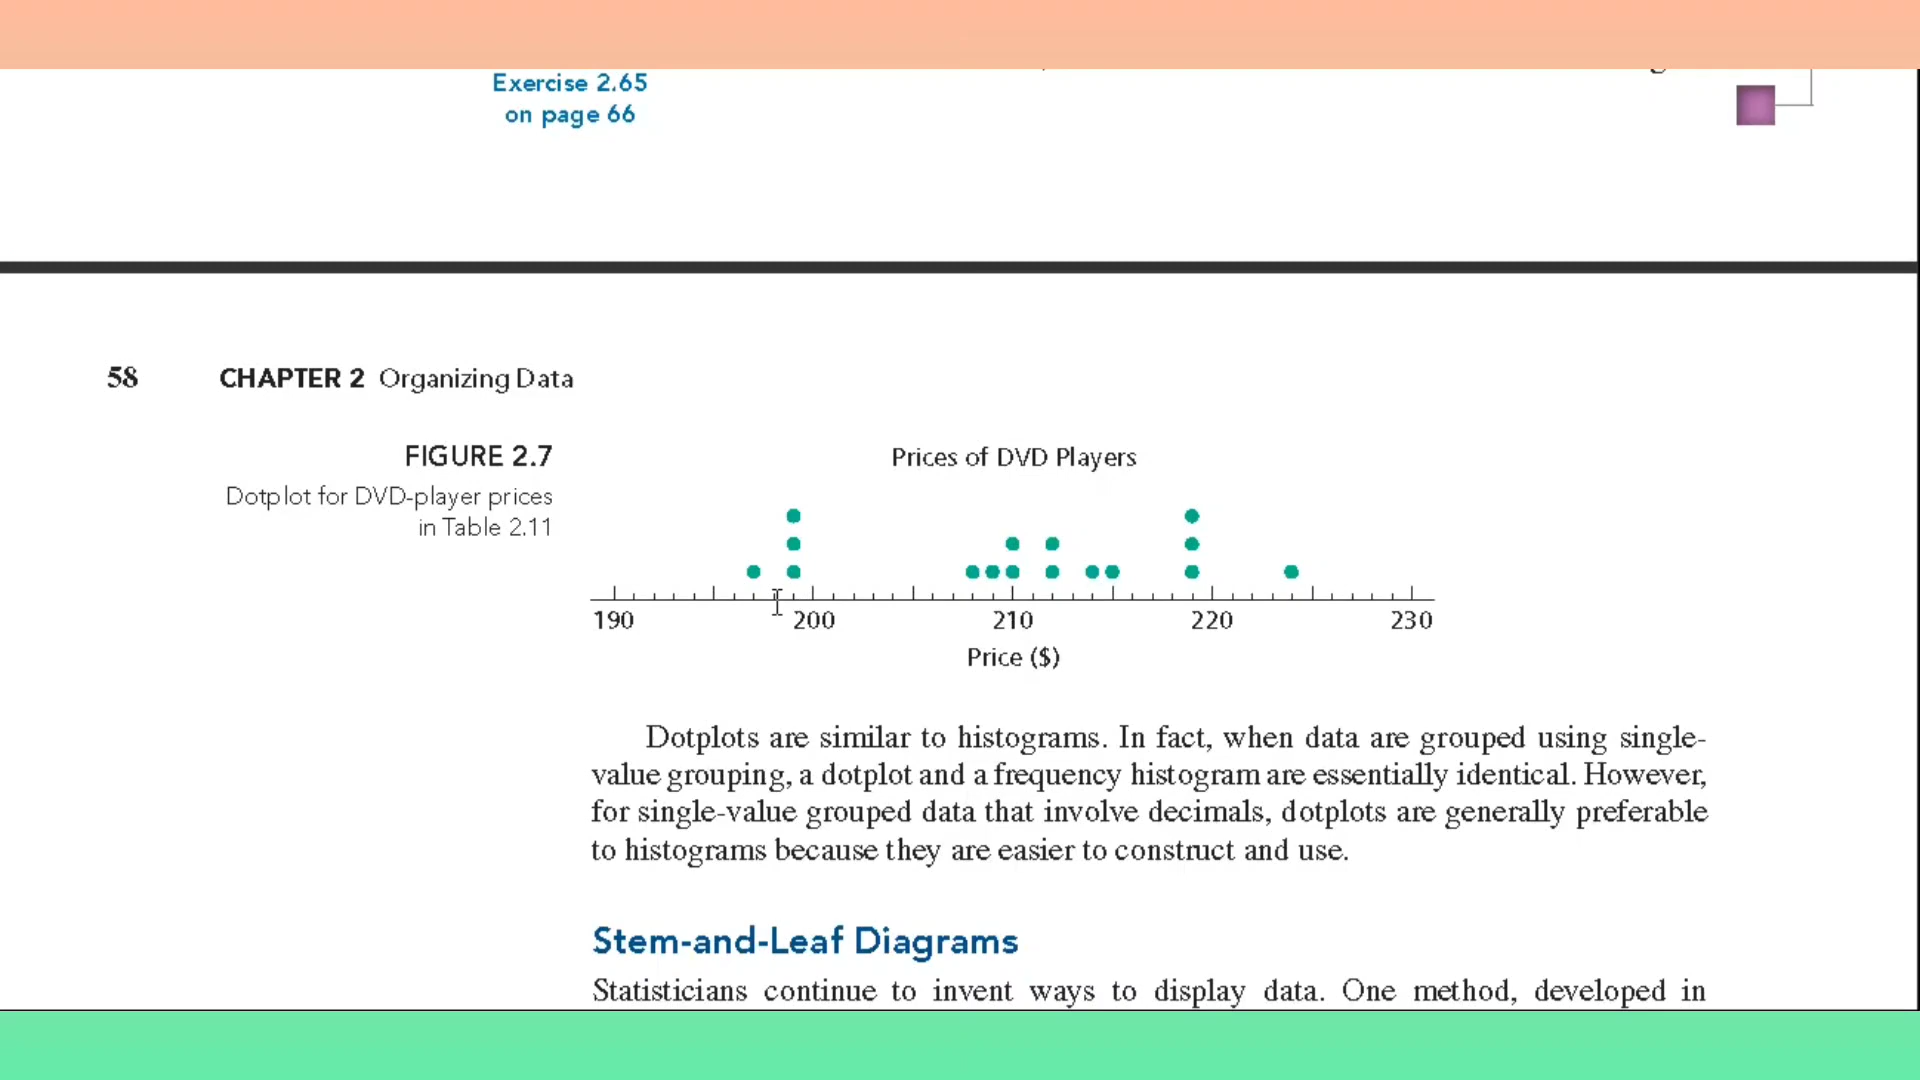 Exercise 2.65
on page 66
58 CHAPTER 2 Organizing Data
FIGURE 2.7
Dotplot for DVD-player prices
in Table 2.11
Prices of DVD Players
190 200 210 220 230
Price ($)
Dotplots are similar to histograms. In fact, when data are grouped using single-
value grouping, a dotplot and a frequency histogram are essentially identical. However,
for single-value grouped data that involve decimals, dotplots are generally preferable
to histograms because they are easier to construct and use.
Stem-and-Leaf Diagrams
Statisticians continue to invent ways to display data. One method, developed in